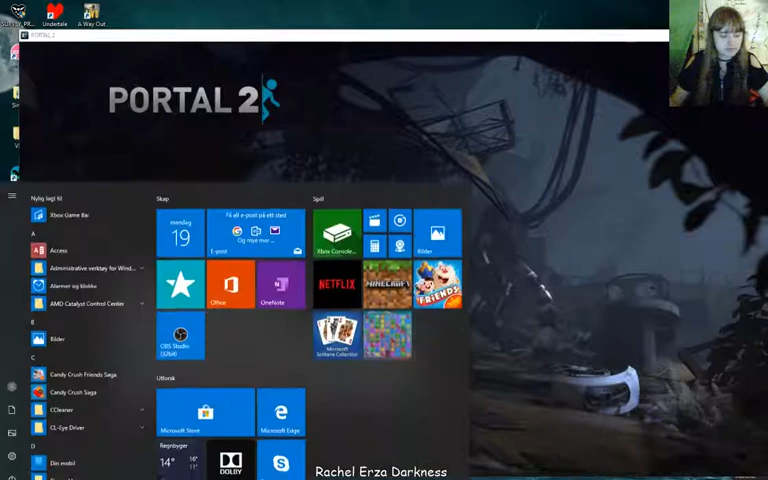 Undertale
A Way Out
PORTAL 2
PORTAL 2
Nylig lagt til
Xbox Game Bar
A
Access
Administrative verktøy for Wind...
Alarmer og klokke
AMD Catalyst Control Center
B
Bilder
C
Candy Crush Friends Saga
Candy Crush Saga
CCleaner
CL-Eye Driver
D
Din mobil
Skap
mandag
19
Få all e-post på ett sted
Og mye mer ...
E-post
Office
OneNote
OBS Studio
(32bit)
Utforsk
Microsoft Store
Microsoft Edge
Regnbyger
14°
16°
11°
DOLBY
Spill
Xbox Console...
Bilder
NETFLIX
MINECRAFT
FRIENDS
Microsoft
Solitaire Collection
Rachel Erza Darkness